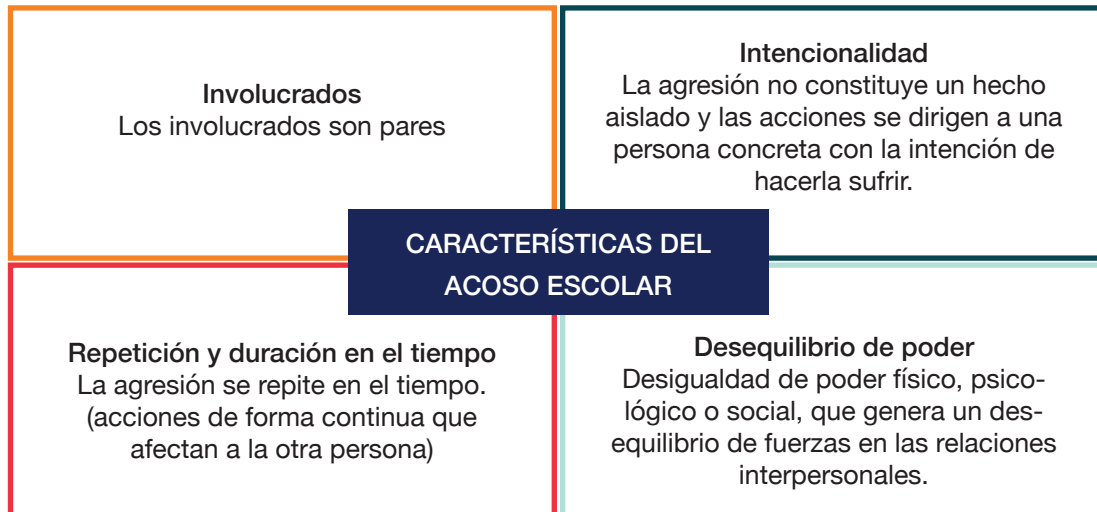 Involucrados
Los involucrados son pares
Intencionalidad
La agresión no constituye un hecho
aislado y las acciones se dirigen a una
persona concreta con la intención de
hacerla sufrir.
CARACTERÍSTICAS DEL
ACOSO ESCOLAR
Repetición y duración en el tiempo
La agresión se repite en el tiempo.
(acciones de forma continua que
afectan a la otra persona)
Desequilibrio de poder
Desigualdad de poder físico, psico-
lógico o social, que genera un des-
equilibrio de fuerzas en las relaciones
interpersonales.